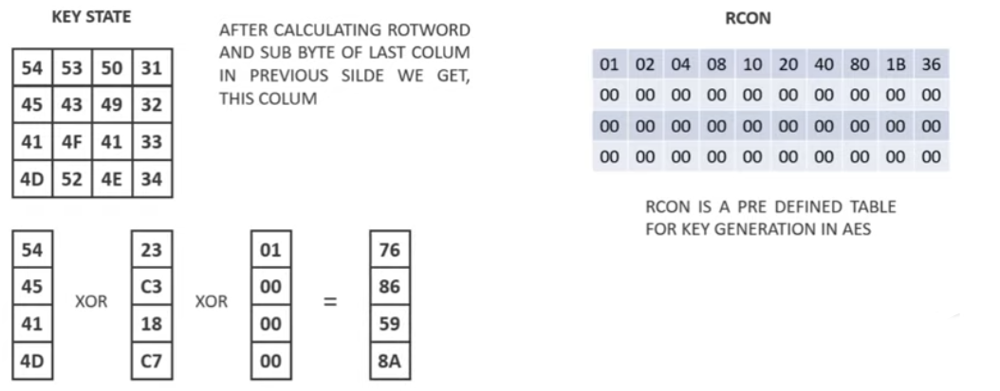 KEY STATE
54 53 50 31
45 43 49 32
41 4F 41 33
4D 52 4E 34
AFTER CALCULATING ROTWORD
AND SUB BYTE OF LAST COLUM
IN PREVIOUS SILDE WE GET,
THIS COLUM
RCON
01 02 04 08 10 20 40 80 1B 36
00 00 00 00 00 00 00 00 00 00
00 00 00 00 00 00 00 00 00 00
00 00 00 00 00 00 00 00 00 00
RCON IS A PRE DEFINED TABLE
FOR KEY GENERATION IN AES
54 23 01 76
45 C3 00 86
XOR XOR =
41 18 00 59
4D C7 00 8A